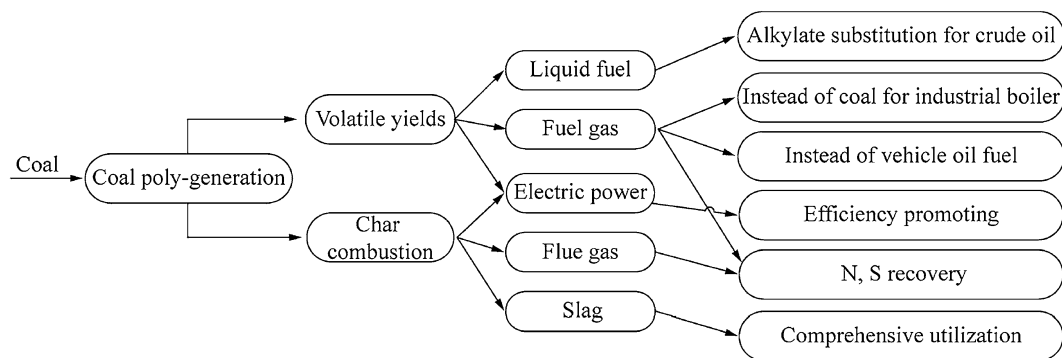 Coal
Coal poly-generation
Volatile yields
Char
combustion
Liquid fuel
Fuel gas
Electric power
Flue gas
Slag
Alkylate substitution for crude oil
Instead of coal for industrial boiler
Instead of vehicle oil fuel
Efficiency promoting
N, S recovery
Comprehensive utilization